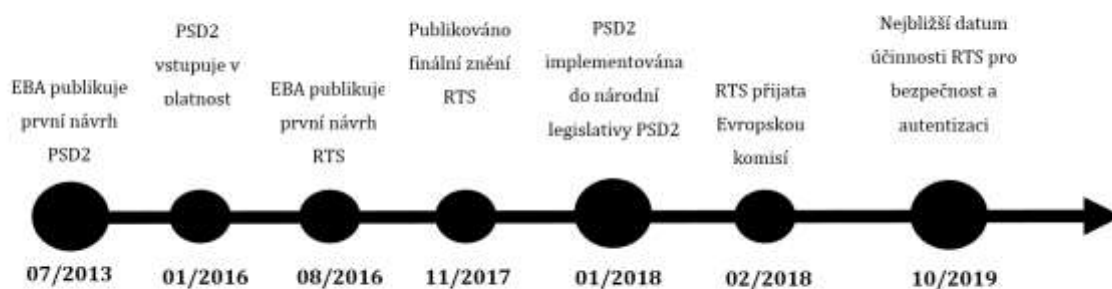 EBA publikuje
první návrh
PSD2
07/2013
PSD2
vstupuje v
platnost
01/2016
EBA publikuje
první návrh
RTS
08/2016
Publikováno
finální znění
RTS
11/2017
PSD2
implementována
do národní
legislativy PSD2
01/2018
RTS přijata
Evropskou
komisí
02/2018
Nejbližší datum
účinnosti RTS pro
bezpečnost a
autentizaci
10/2019